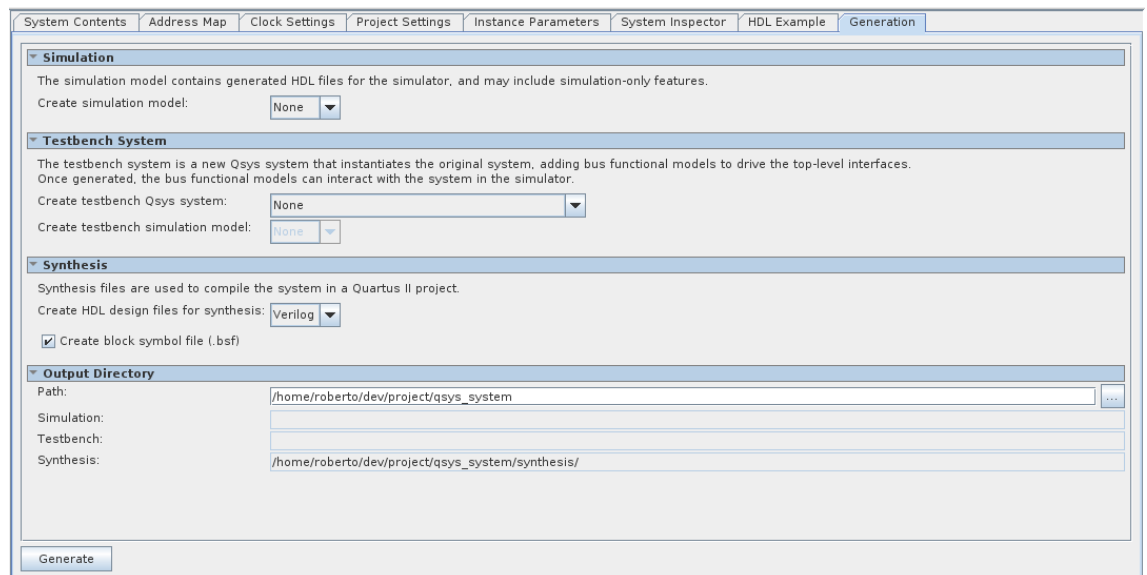 System Contents Address Map Clock Settings Project Settings Instance Parameters System Inspector HDL Example Generation
Simulation
The simulation model contains generated HDL files for the simulator, and may include simulation-only features.
Create simulation model: None
Testbench System
The testbench system is a new Qsys system that instantiates the original system, adding bus functional models to drive the top-level interfaces.
Once generated, the bus functional models can interact with the system in the simulator.
Create testbench Qsys system: None
Create testbench simulation model: None
Synthesis
Synthesis files are used to compile the system in a Quartus II project.
Create HDL design files for synthesis: Verilog
Create block symbol file (.bsf)
Output Directory
Path: /home/roberto/dev/project/qsys_system ...
Simulation:
Testbench:
Synthesis: /home/roberto/dev/project/qsys_system/synthesis/
Generate